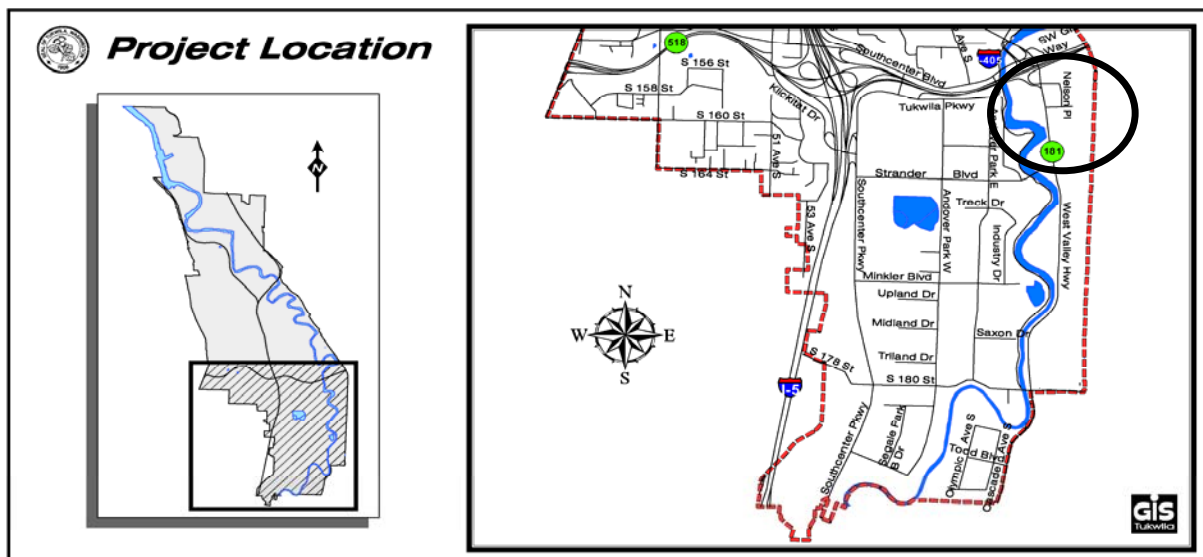 Project Location
N
518
S 156 St
S 158 St
S 160 St
S 164 St
51 Ave S
53 Ave S
Klickitat Dr
Southcenter Blvd
I-405
SW
Way
Nelson Pl
Tukwila Pkwy
Andover Park E
181
Strander Blvd
Andover Park W
Treck Dr
Industry Dr
West Valley Hwy
Southcenter Pkwy
Minkler Blvd
Upland Dr
Midland Dr
Saxon Dr
Triland Dr
S 178 St
S 180 St
I-5
N
W E
S
Southcenter Pkwy
Segale Park
B Dr
Olympic Ave S
Todd Blvd
Cascade Ave S
GIS
Tukwila